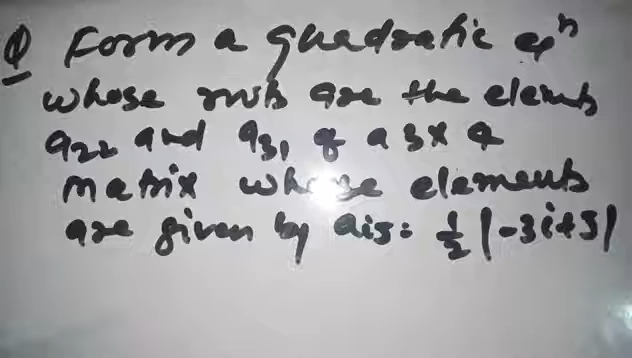 Q Form a quadratic eqn
whose roots are the elements
a22 and a31 of a 3x4
matrix whose elements
are given by aij = 1/2 |-3i+j|